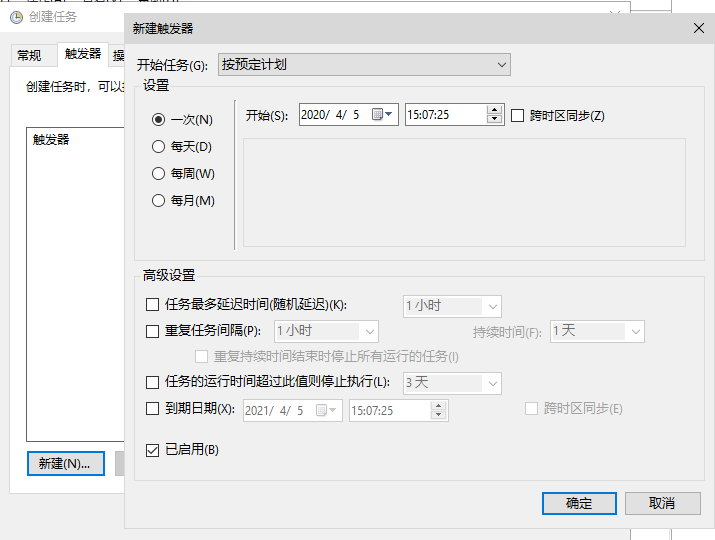 创建任务
新建触发器
常规
触发器
开始任务(G):
按预定计划
创建任务时，可以
设置
触发器
一次(N)
每天(D)
每周(W)
每月(M)
开始(S):
2020/ 4/ 5
15:07:25
跨时区同步(Z)
高级设置
任务最多延迟时间(随机延迟)(K):
1 小时
重复任务间隔(P):
1 小时
持续时间(F):
1 天
重复持续时间结束时停止所有运行的任务(I)
任务的运行时间超过此值则停止执行(L):
3 天
到期日期(X):
2021/ 4/ 5
15:07:25
跨时区同步(E)
已启用(B)
新建(N)...
确定
取消